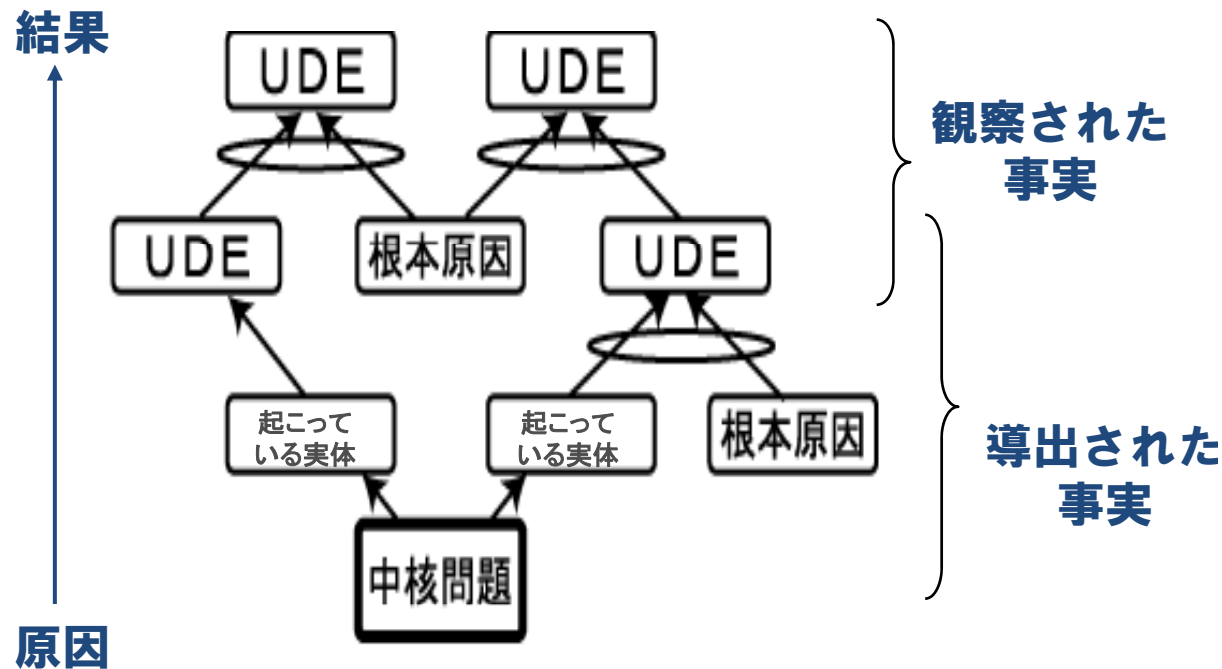 結果
UDE
UDE
観察された
事実
UDE
根本原因
UDE
起こって
いる実体
起こって
いる実体
根本原因
導出された
事実
中核問題
原因